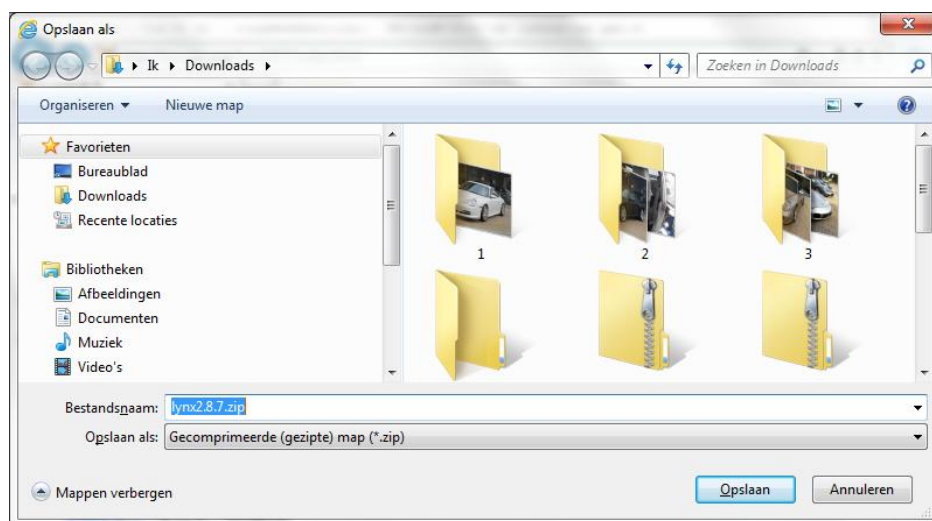 Opslaan als
Ik Downloads
Zoeken in Downloads
Organiseren Nieuwe map
Favorieten
Bureaublad
Downloads
Recente locaties
Bibliotheken
Afbeeldingen
Documenten
Muziek
Video's
1 2 3
Bestandsnaam: lynx2.8.7.zip
Opslaan als: Gecomprimeerde (gezipte) map (*.zip)
Mappen verbergen Opslaan Annuleren